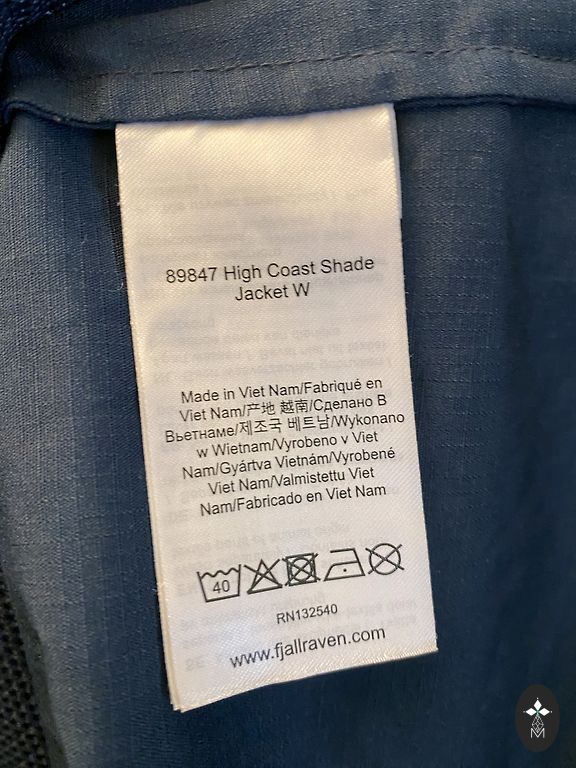 89847 High Coast Shade
Jacket W
Made in Viet Nam/Fabriqué en
Viet Nam/产地 越南/Сделано В
Вьетнаме/제조국 베트남/Wykonano
w Wietnam/Vyrobeno v Viet
Nam/Gyártva Vietnám/Vyrobené
Viet Nam/Valmistettu Viet
Nam/Fabricado en Viet Nam
40
RN132540
www.fjallraven.com
M